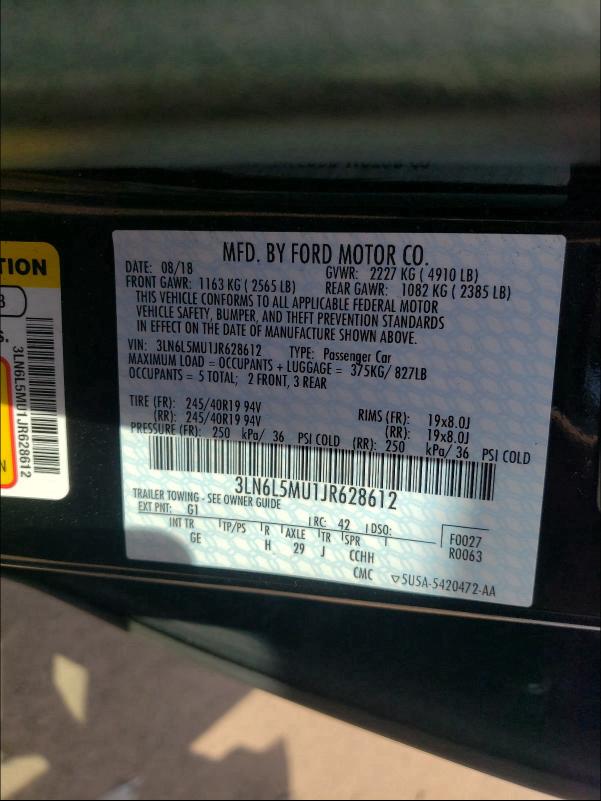 TION
3LN6L5MU1JR628612
MFD. BY FORD MOTOR CO.
DATE: 08/18 GVWR: 2227 KG ( 4910 LB)
FRONT GAWR: 1163 KG ( 2565 LB) REAR GAWR: 1082 KG ( 2385 LB)
THIS VEHICLE CONFORMS TO ALL APPLICABLE FEDERAL MOTOR
VEHICLE SAFETY, BUMPER, AND THEFT PREVENTION STANDARDS
IN EFFECT ON THE DATE OF MANUFACTURE SHOWN ABOVE.
VIN: 3LN6L5MU1JR628612 TYPE: Passenger Car
MAXIMUM LOAD = OCCUPANTS + LUGGAGE = 375KG/ 827LB
OCCUPANTS = 5 TOTAL; 2 FRONT, 3 REAR
TIRE (FR): 245/40R19 94V RIMS (FR): 19x8.0J
(RR): 245/40R19 94V (RR): 19x8.0J
PRESSURE (FR): 250 kPa/ 36 PSI COLD (RR): 250 kPa/ 36 PSI COLD
3LN6L5MU1JR628612
TRAILER TOWING - SEE OWNER GUIDE
EXT PNT: G1 RC: 42 DSO: F0027
INT TR TP/PS R AXLE TR SPR R0063
GE H 29 J CCHH
CMC 5U5A-5420472-AA